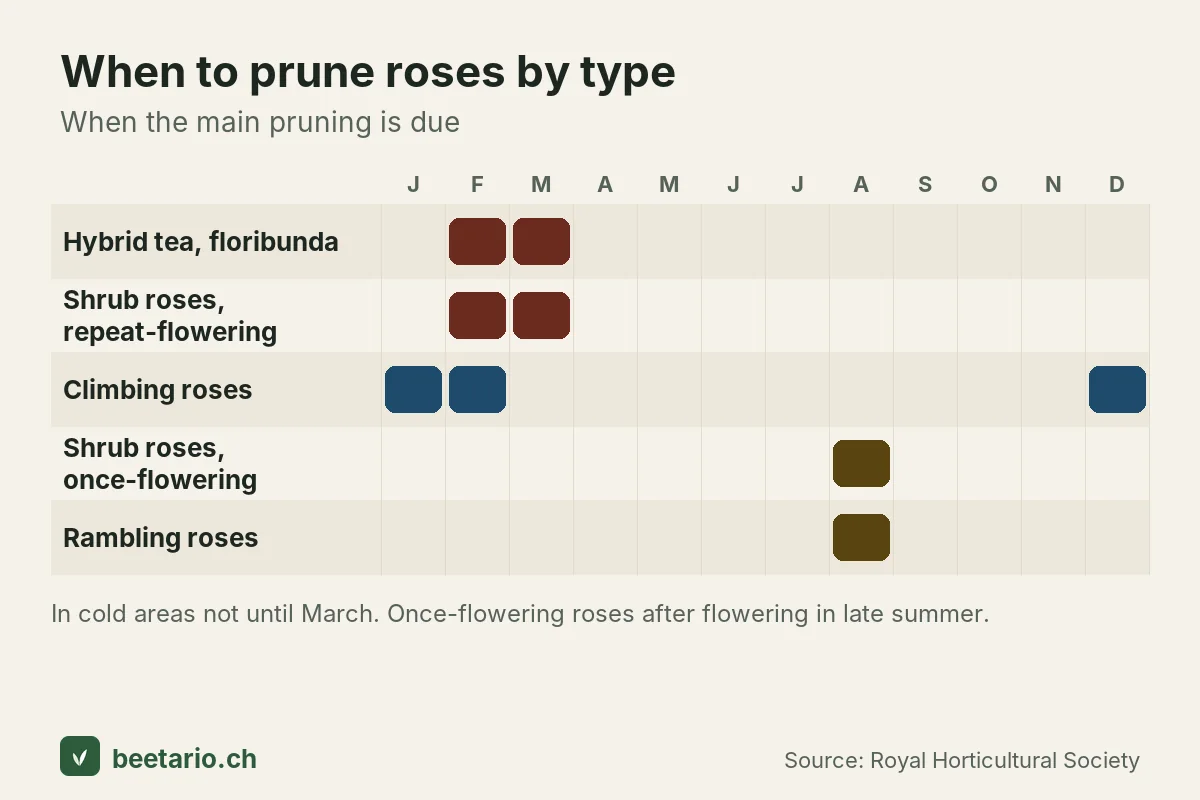 When to prune roses by type
When the main pruning is due
J F M A M J J A S O N D
Hybrid tea, floribunda
Shrub roses,
repeat-flowering
Climbing roses
Shrub roses,
once-flowering
Rambling roses
In cold areas not until March. Once-flowering roses after flowering in late summer.
beetario.ch
Source: Royal Horticultural Society